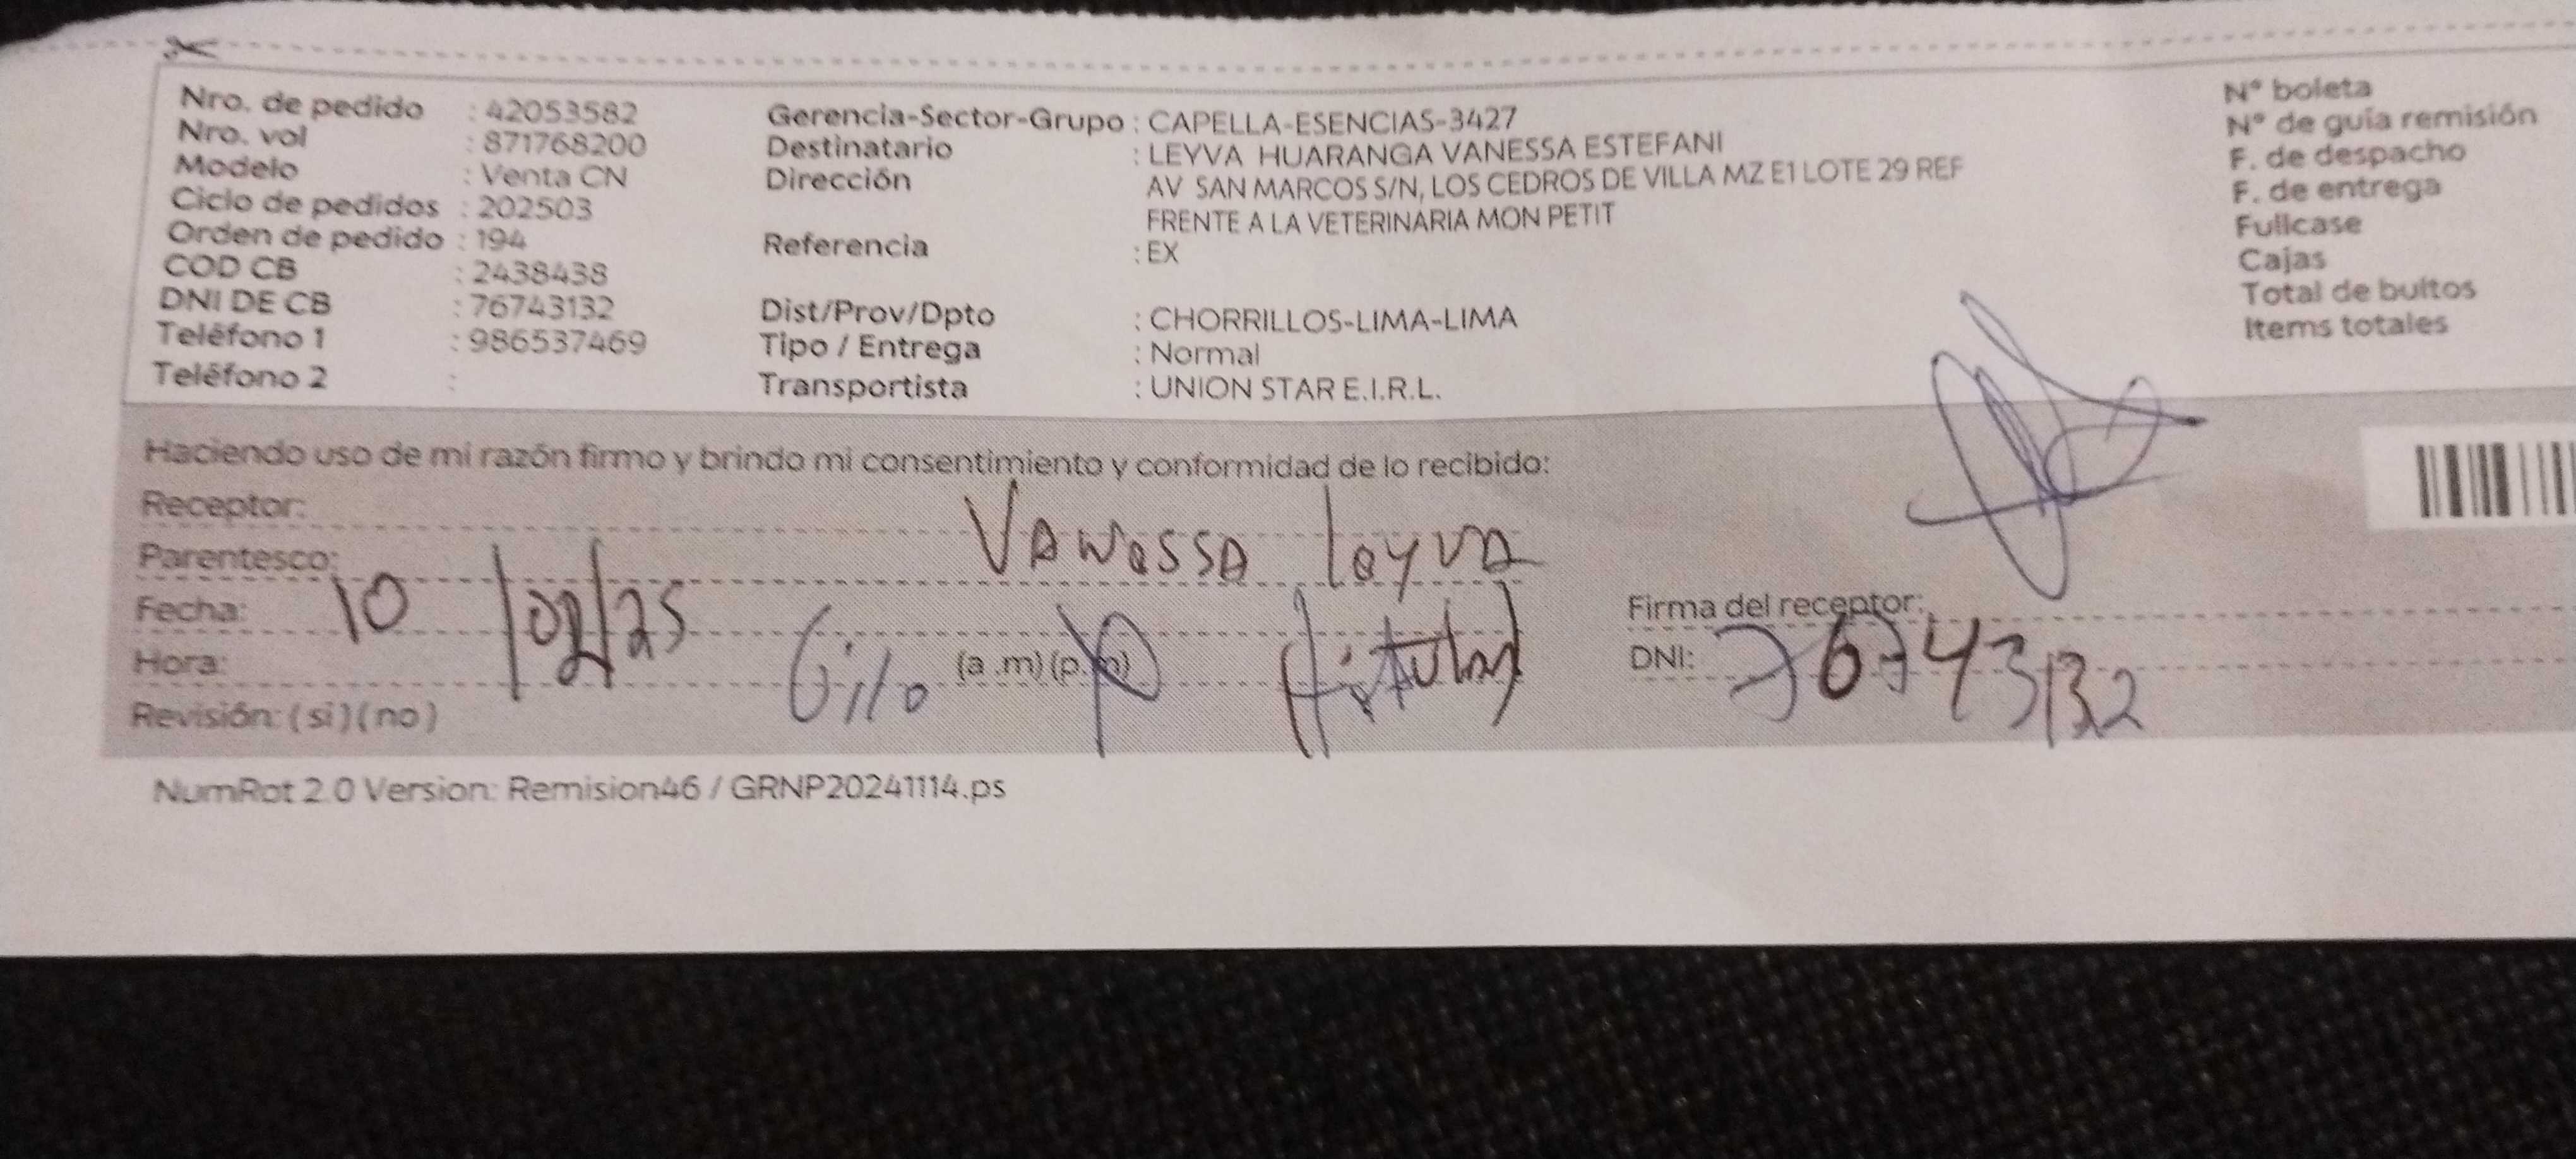 Nro. de pedido : 42053582
Nro. vol : 871768200
Modelo : Venta CN
Ciclo de pedidos : 202503
Orden de pedido : 194
COD CB : 2438438
DNI DE CB : 76743132
Teléfono 1 : 986537469
Teléfono 2 :
Gerencia-Sector-Grupo : CAPELLA-ESENCIAS-3427
Destinatario : LEYVA HUARANGA VANESSA ESTEFANI
Dirección AV SAN MARCOS S/N, LOS CEDROS DE VILLA MZ E1 LOTE 29 REF
FRENTE A LA VETERINARIA MON PETIT
Referencia : EX
Dist/Prov/Dpto : CHORRILLOS-LIMA-LIMA
Tipo / Entrega : Normal
Transportista : UNION STAR E.I.R.L.
N° boleta
N° de guía remisión
F. de despacho
F. de entrega
Fullcase
Cajas
Total de bultos
Items totales
Haciendo uso de mi razón firmo y brindo mi consentimiento y conformidad de lo recibido:
Receptor: Vanessa Leyva
Parentesco:
Fecha: 10/02/25
Hora: 6:10 (a .m) (p.m) (titular)
Revisión: ( si ) ( no )
Firma del receptor:
DNI: 76743132
NumRot 2.0 Version: Remision46 / GRNP20241114.ps